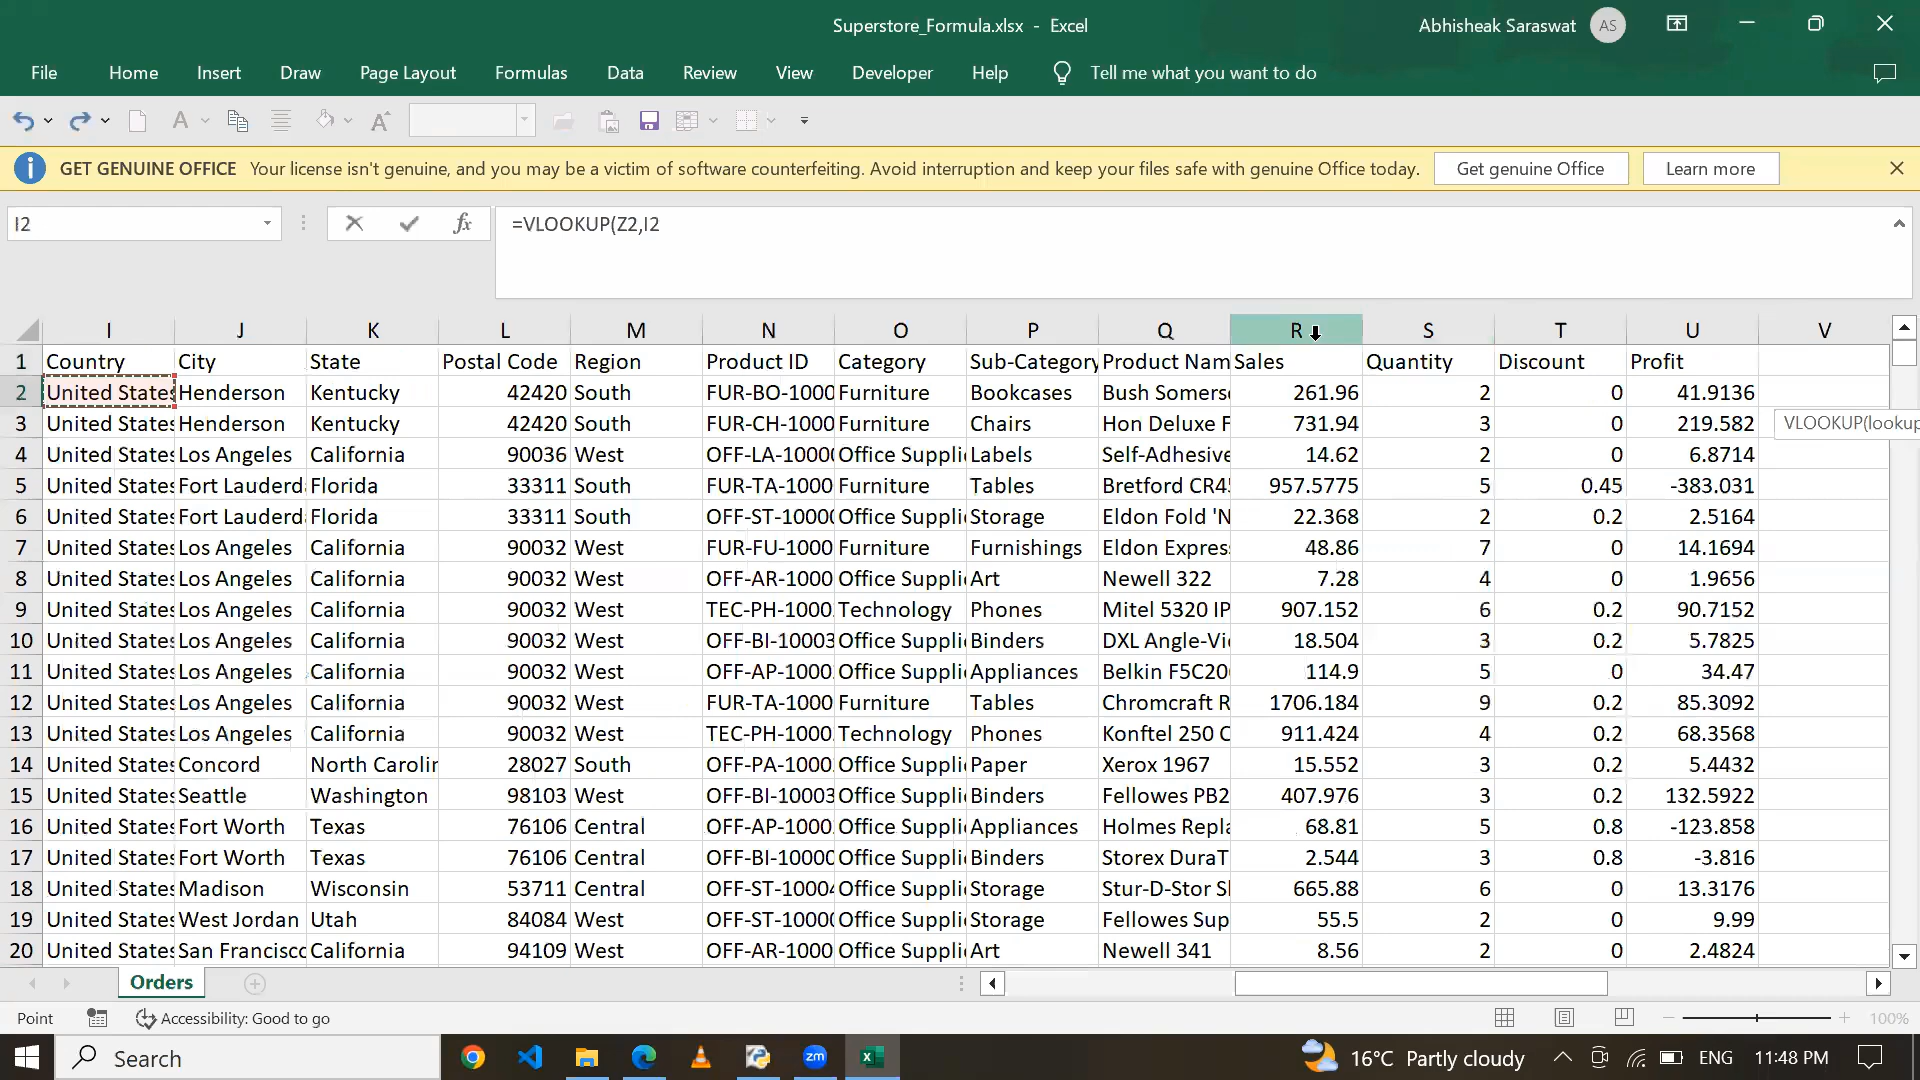 Superstore_Formula.xlsx - Excel
Abhisheak Saraswat AS
File Home Insert Draw Page Layout Formulas Data Review View Developer Help Tell me what you want to do
GET GENUINE OFFICE Your license isn't genuine, and you may be a victim of software counterfeiting. Avoid interruption and keep your files safe with genuine Office today. Get genuine Office Learn more
I2 fx =VLOOKUP(Z2,I2
I J K L M N O P Q R S T U V
1 Country City State Postal Code Region Product ID Category Sub-Category Product Nam Sales Quantity Discount Profit
2 United States Henderson Kentucky 42420 South FUR-BO-1000 Furniture Bookcases Bush Somerse 261.96 2 0 41.9136
3 United States Henderson Kentucky 42420 South FUR-CH-1000 Furniture Chairs Hon Deluxe F 731.94 3 0 219.582
VLOOKUP(lookup
4 United States Los Angeles California 90036 West OFF-LA-1000 Office Suppli Labels Self-Adhesive 14.62 2 0 6.8714
5 United States Fort Lauderd Florida 33311 South FUR-TA-1000 Furniture Tables Bretford CR4 957.5775 5 0.45 -383.031
6 United States Fort Lauderd Florida 33311 South OFF-ST-1000 Office Suppli Storage Eldon Fold 'N 22.368 2 0.2 2.5164
7 United States Los Angeles California 90032 West FUR-FU-1000 Furniture Furnishings Eldon Expres 48.86 7 0 14.1694
8 United States Los Angeles California 90032 West OFF-AR-1000 Office Suppli Art Newell 322 7.28 4 0 1.9656
9 United States Los Angeles California 90032 West TEC-PH-1000 Technology Phones Mitel 5320 IP 907.152 6 0.2 90.7152
10 United States Los Angeles California 90032 West OFF-BI-10003 Office Suppli Binders DXL Angle-Vi 18.504 3 0.2 5.7825
11 United States Los Angeles California 90032 West OFF-AP-1000 Office Suppli Appliances Belkin F5C20 114.9 5 0 34.47
12 United States Los Angeles California 90032 West FUR-TA-1000 Furniture Tables Chromcraft R 1706.184 9 0.2 85.3092
13 United States Los Angeles California 90032 West TEC-PH-1000 Technology Phones Konftel 250 C 911.424 4 0.2 68.3568
14 United States Concord North Carolin 28027 South OFF-PA-1000 Office Suppli Paper Xerox 1967 15.552 3 0.2 5.4432
15 United States Seattle Washington 98103 West OFF-BI-10003 Office Suppli Binders Fellowes PB2 407.976 3 0.2 132.5922
16 United States Fort Worth Texas 76106 Central OFF-AP-1000 Office Suppli Appliances Holmes Repla 68.81 5 0.8 -123.858
17 United States Fort Worth Texas 76106 Central OFF-BI-1000 Office Suppli Binders Storex DuraT 2.544 3 0.8 -3.816
18 United States Madison Wisconsin 53711 Central OFF-ST-10004 Office Suppli Storage Stur-D-Stor S 665.88 6 0 13.3176
19 United States West Jordan Utah 84084 West OFF-ST-1000 Office Suppli Storage Fellowes Sup 55.5 2 0 9.99
20 United States San Francisco California 94109 West OFF-AR-1000 Office Suppli Art Newell 341 8.56 2 0 2.4824
Orders
Point Accessibility: Good to go 100%
Search zm 16°C Partly cloudy ENG 11:48 PM